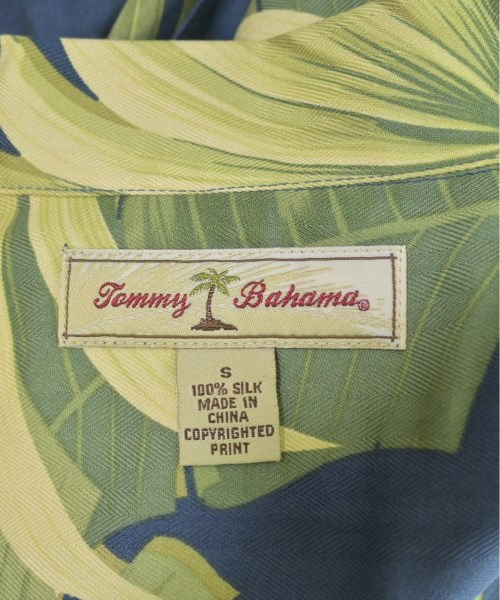 Tommy Bahama®
S
100% SILK
MADE IN
CHINA
COPYRIGHTED
PRINT